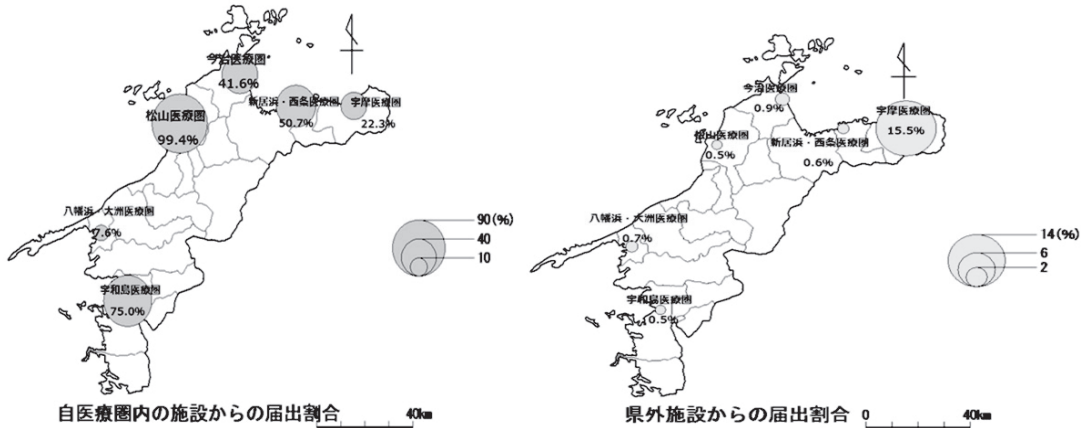 今治医療圏
41.6%
新居浜・西条医療圏
50.7%
宇摩医療圏
22.3%
松山医療圏
99.4%
八幡浜・大洲医療圏
7.6%
宇和島医療圏
75.0%
90(%)
40
10
自医療圏内の施設からの届出割合
40km
今治医療圏
0.9%
宇摩医療圏
15.5%
松山医療圏
0.5%
新居浜・西条医療圏
0.6%
八幡浜・大洲医療圏
0.7%
宇和島医療圏
0.5%
14(%)
6
2
県外施設からの届出割合
0
40km